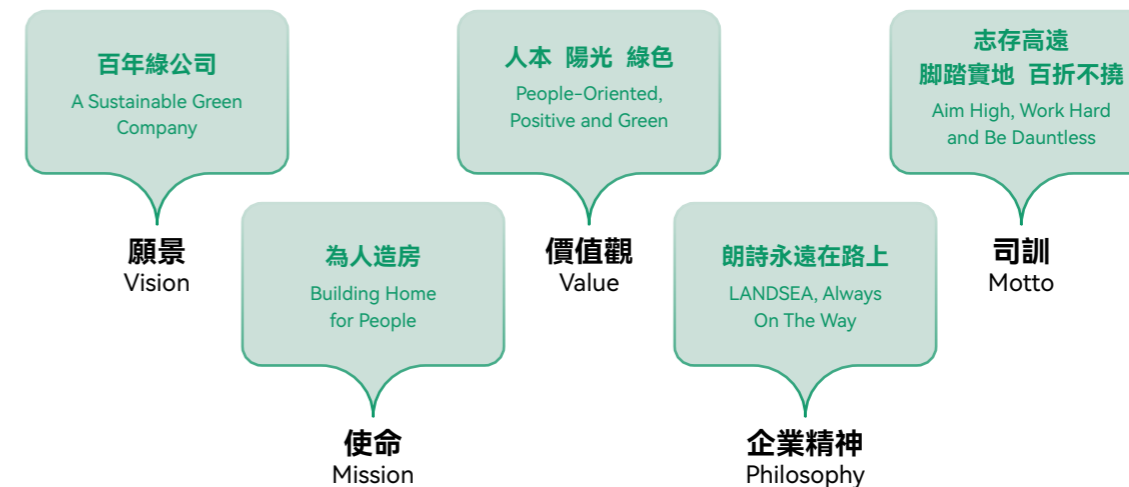 百年綠公司
A Sustainable Green
Company
願景
Vision
為人造房
Building Home
for People
使命
Mission
人本 陽光 綠色
People-Oriented,
Positive and Green
價值觀
Value
朗詩永遠在路上
LANDSEA, Always
On The Way
企業精神
Philosophy
志存高遠
脚踏實地 百折不撓
Aim High, Work Hard
and Be Dauntless
司訓
Motto